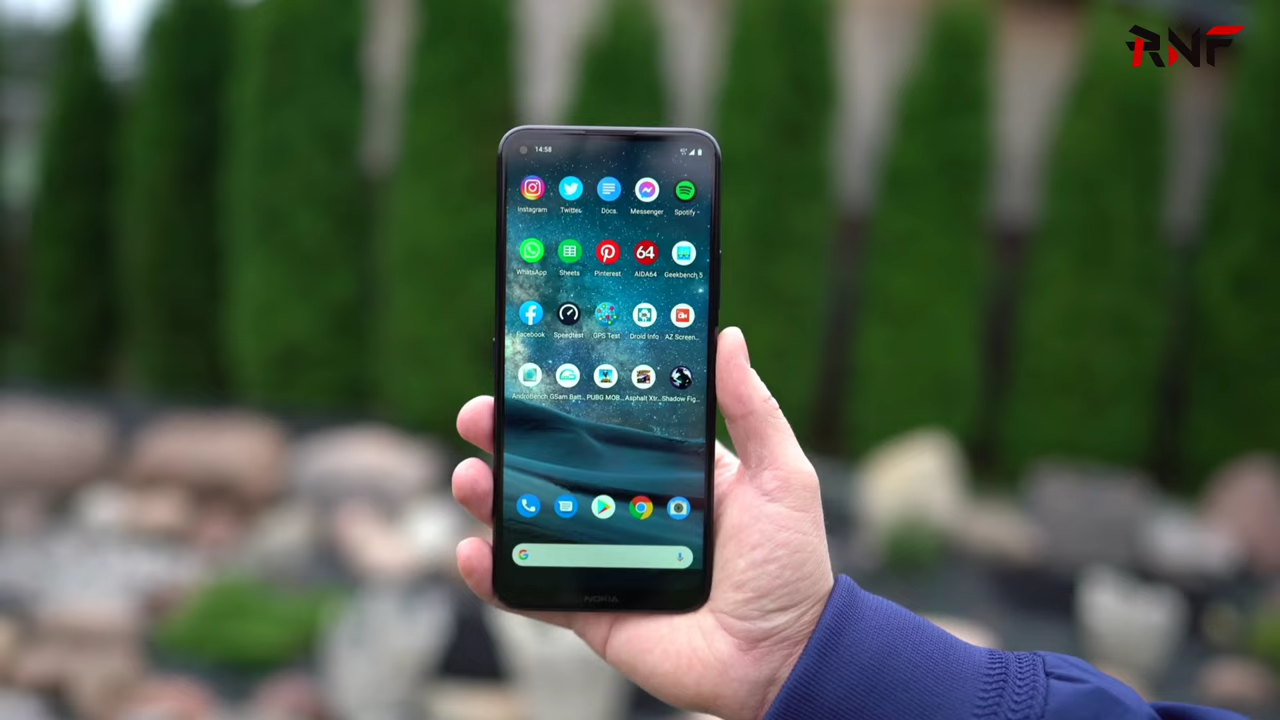 RNF
14:58
Instagram Twitter Docs Messenger Spotify
64
WhatsApp Sheets Pinterest AIDA64 Geekbench 5
Facebook Speedtest GPS Test Droid Info AZ Screen...
AndroBench GSam Batt... PUBG MOB... Asphalt Xtr... Shadow Fig...
NOKIA